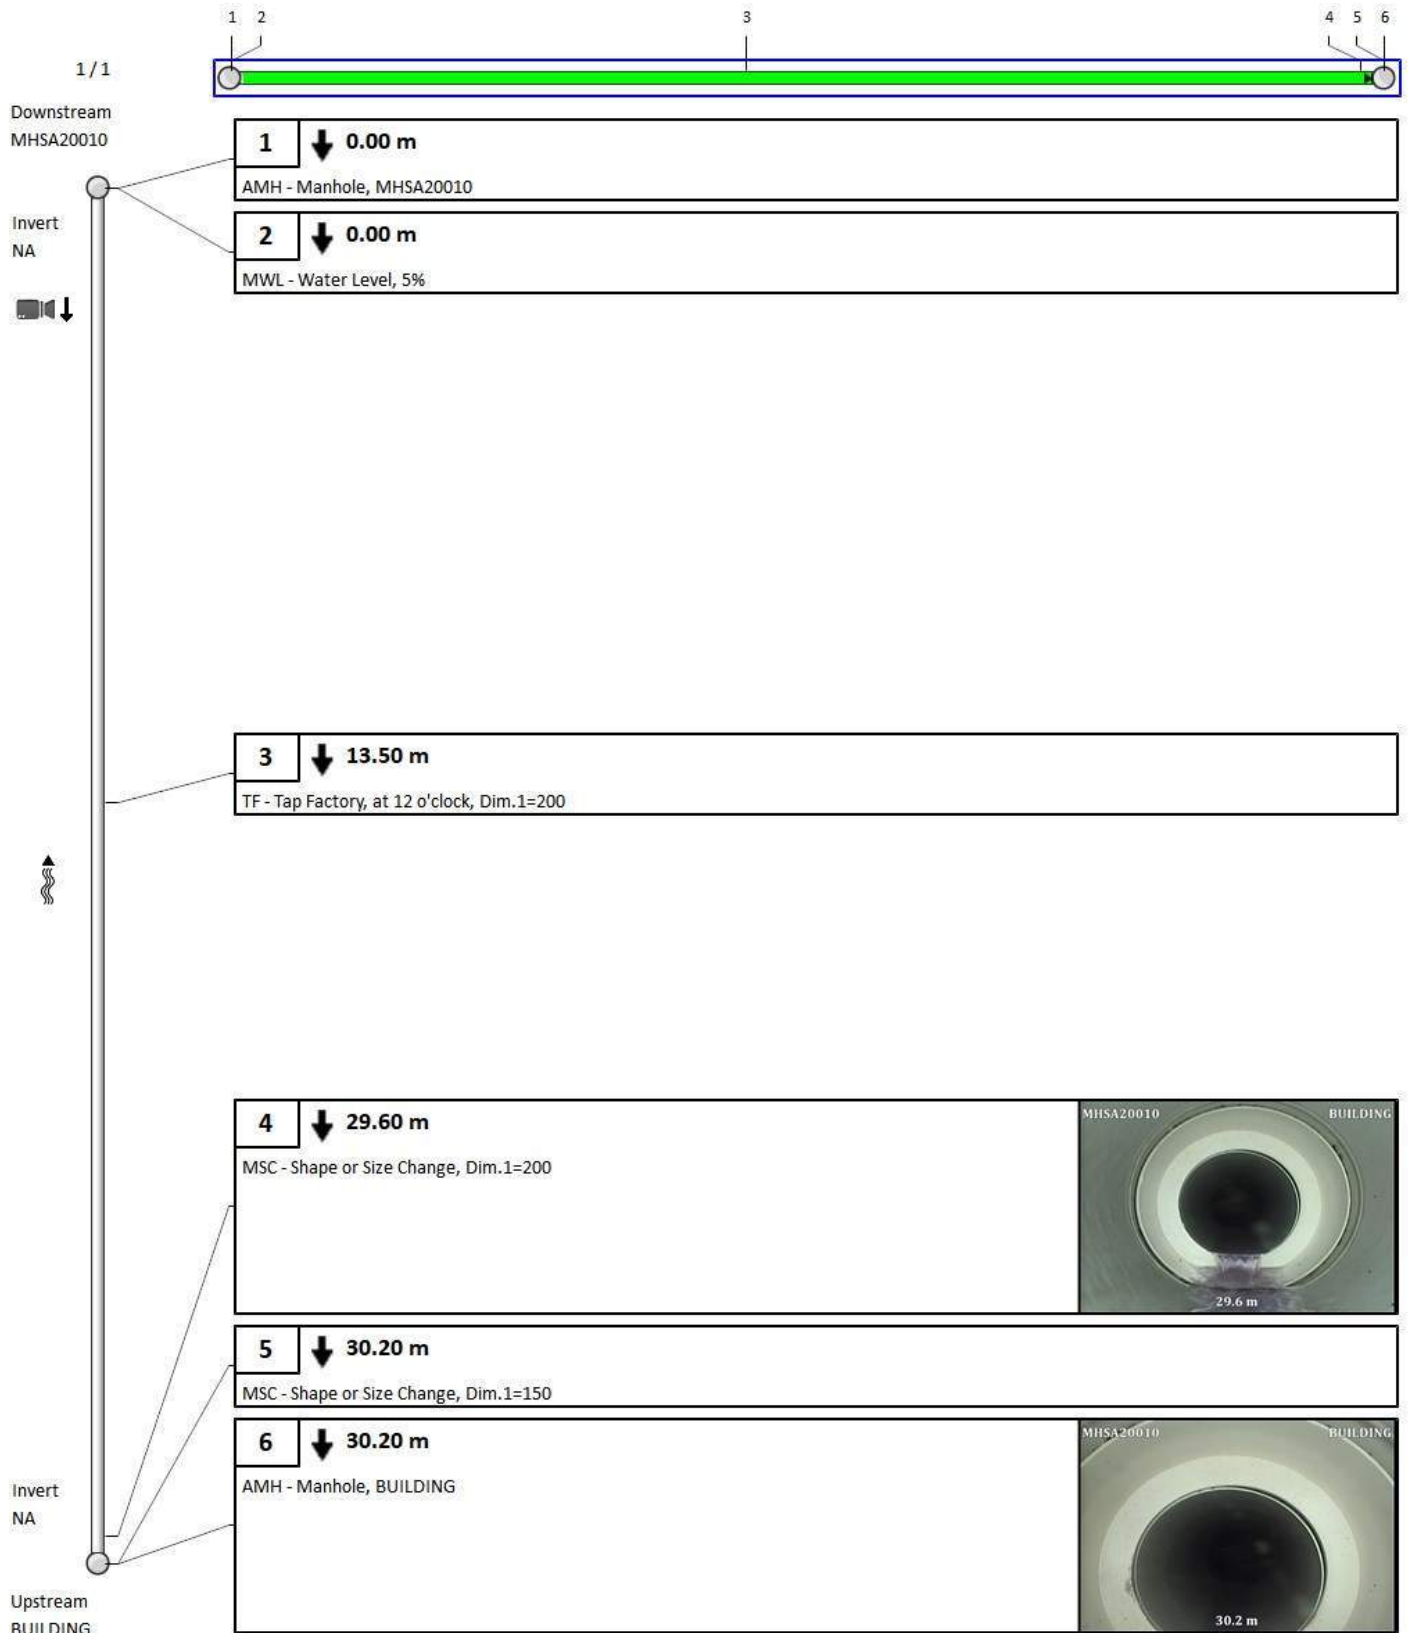 1 2 3 4 5 6
1 / 1
Downstream
MHSA20010
1 0.00 m
AMH - Manhole, MHSA20010
Invert
NA
2 0.00 m
MWL - Water Level, 5%
3 13.50 m
TF - Tap Factory, at 12 o'clock, Dim.1=200
4 29.60 m
MSC - Shape or Size Change, Dim.1=200
MHSA20010 BUILDING
29.6 m
5 30.20 m
MSC - Shape or Size Change, Dim.1=150
6 30.20 m
AMH - Manhole, BUILDING
MHSA20010 BUILDING
30.2 m
Invert
NA
Upstream
BUILDING